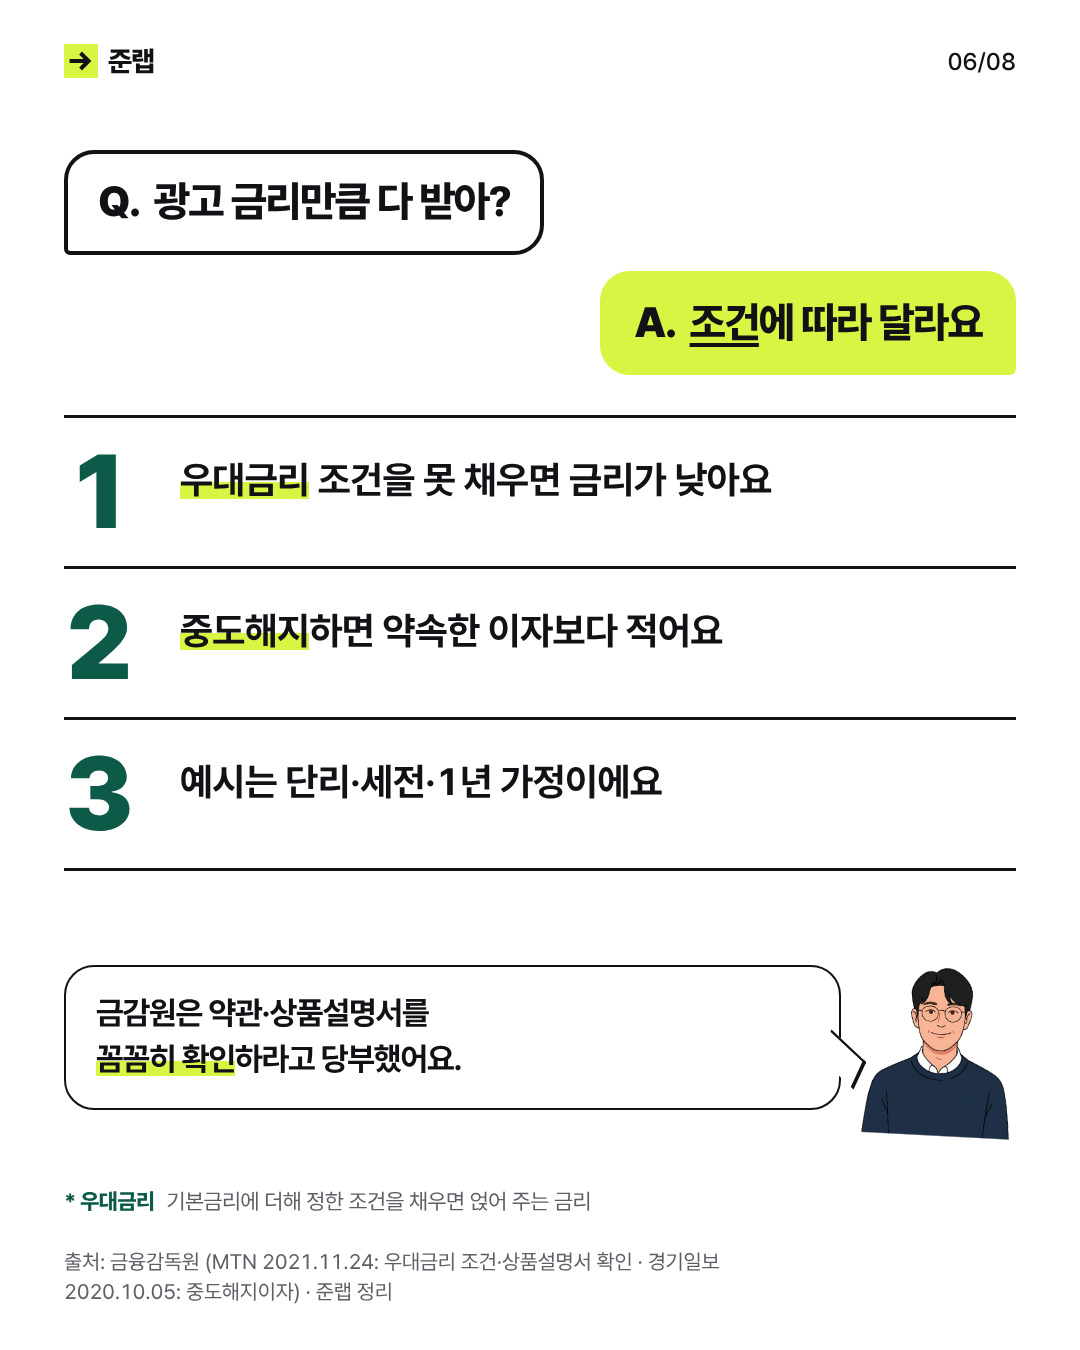 준랩
06/08
Q. 광고 금리만큼 다 받아?
A. 조건에 따라 달라요
1 우대금리 조건을 못 채우면 금리가 낮아요
2 중도해지하면 약속한 이자보다 적어요
3 예시는 단리·세전·1년 가정이에요
금감원은 약관·상품설명서를
꼼꼼히 확인하라고 당부했어요.
* 우대금리 기본금리에 더해 정한 조건을 채우면 얹어 주는 금리
출처: 금융감독원 (MTN 2021.11.24: 우대금리 조건·상품설명서 확인 · 경기일보
2020.10.05: 중도해지이자) · 준랩 정리